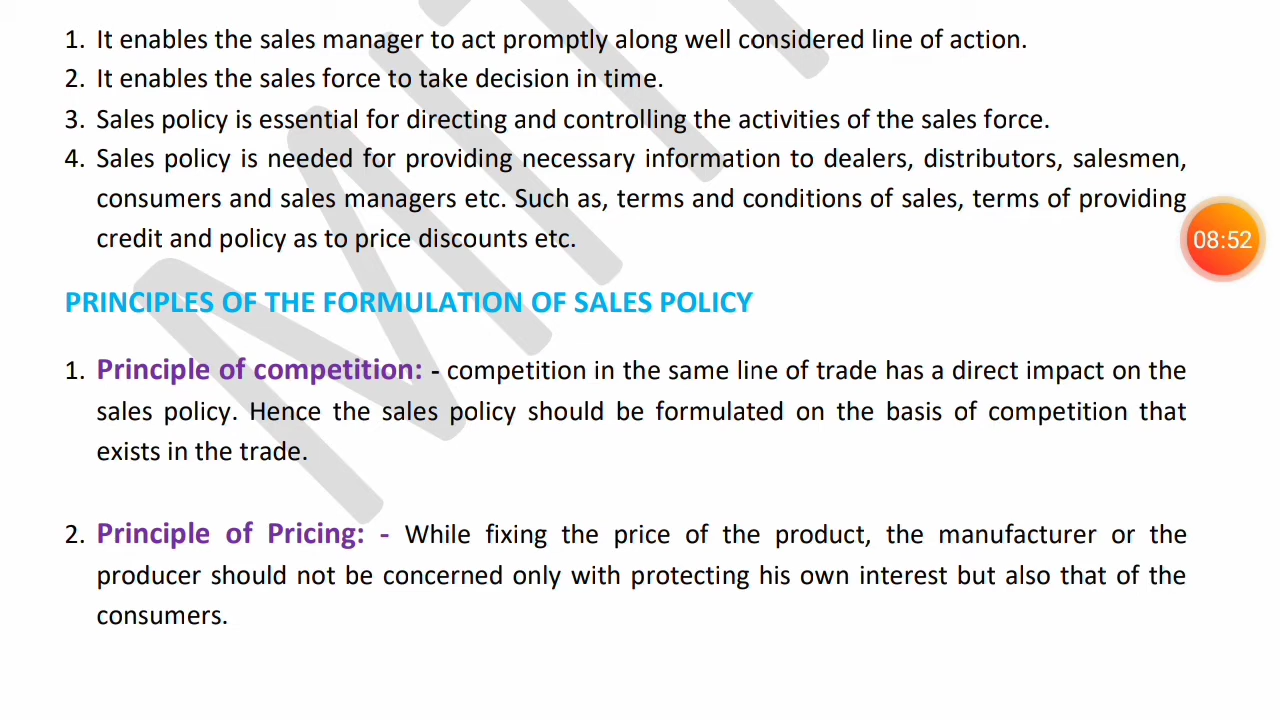 1. It enables the sales manager to act promptly along well considered line of action.
2. It enables the sales force to take decision in time.
3. Sales policy is essential for directing and controlling the activities of the sales force.
4. Sales policy is needed for providing necessary information to dealers, distributors, salesmen,
consumers and sales managers etc. Such as, terms and conditions of sales, terms of providing
credit and policy as to price discounts etc.
08:52
PRINCIPLES OF THE FORMULATION OF SALES POLICY
1. Principle of competition: - competition in the same line of trade has a direct impact on the
sales policy. Hence the sales policy should be formulated on the basis of competition that
exists in the trade.
2. Principle of Pricing: - While fixing the price of the product, the manufacturer or the
producer should not be concerned only with protecting his own interest but also that of the
consumers.